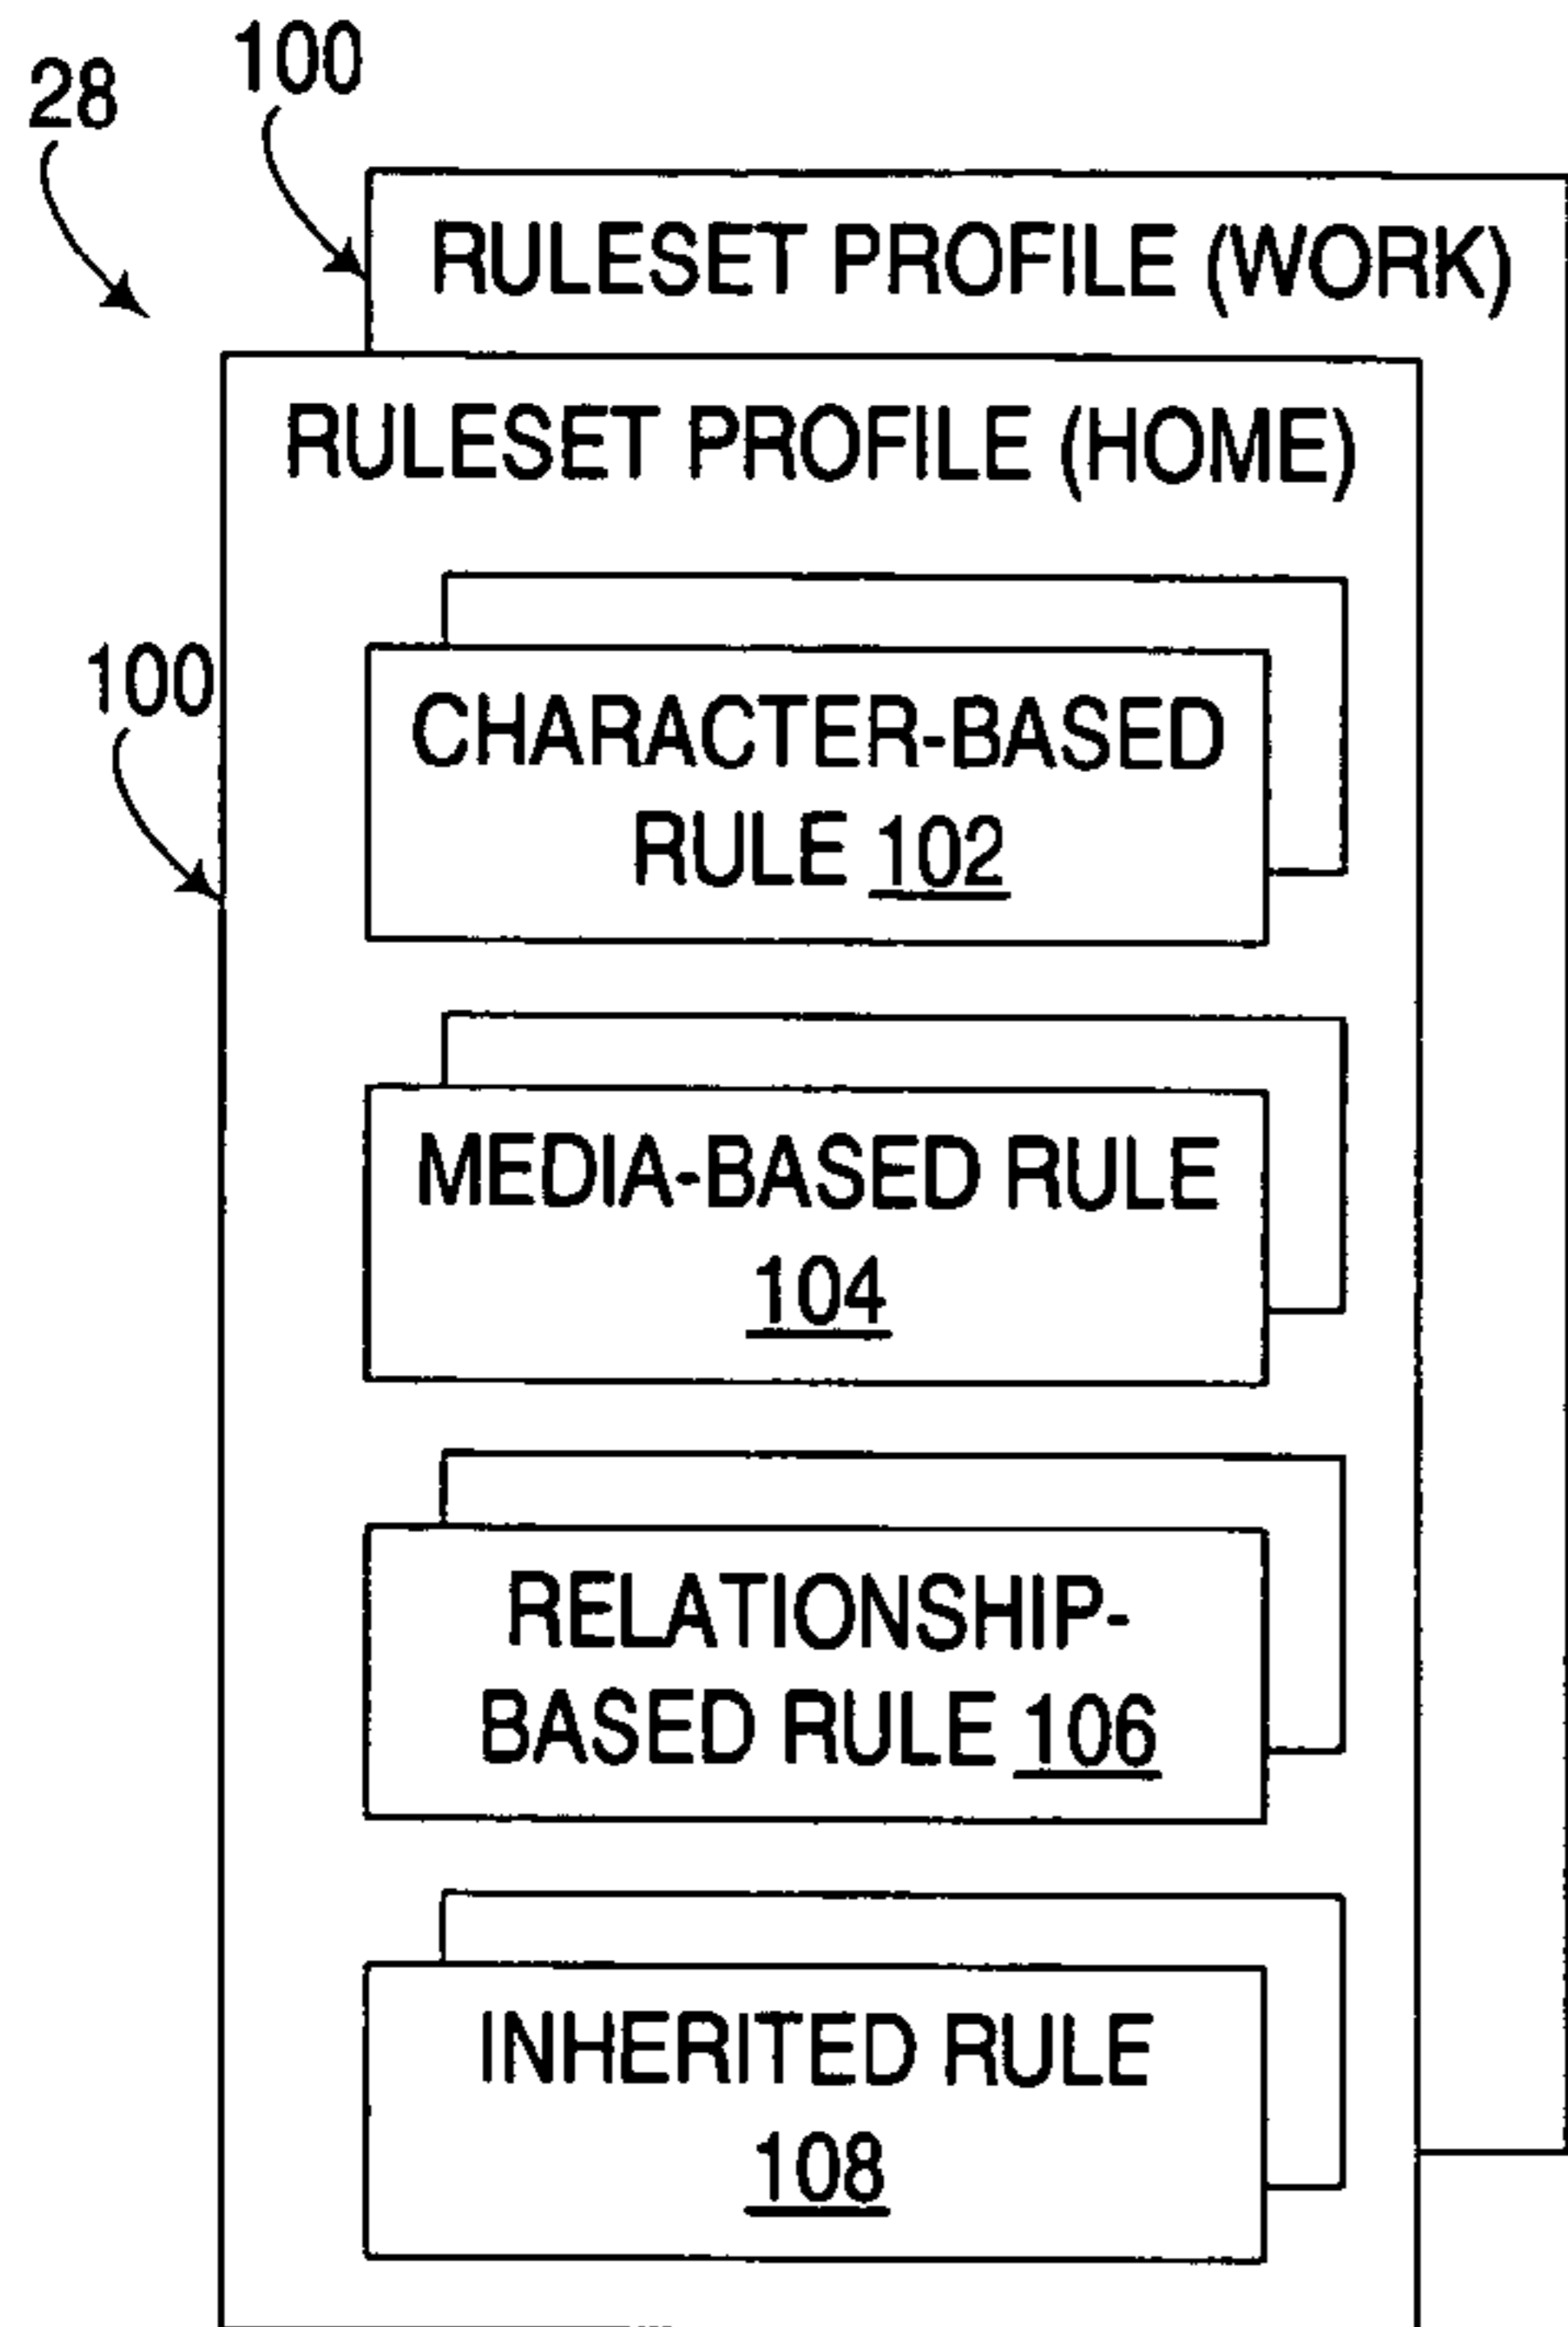 28
100
RULESET PROFILE (WORK)
RULESET PROFILE (HOME)
100
CHARACTER-BASED
RULE 102
MEDIA-BASED RULE
104
RELATIONSHIP-
BASED RULE 106
INHERITED RULE
108